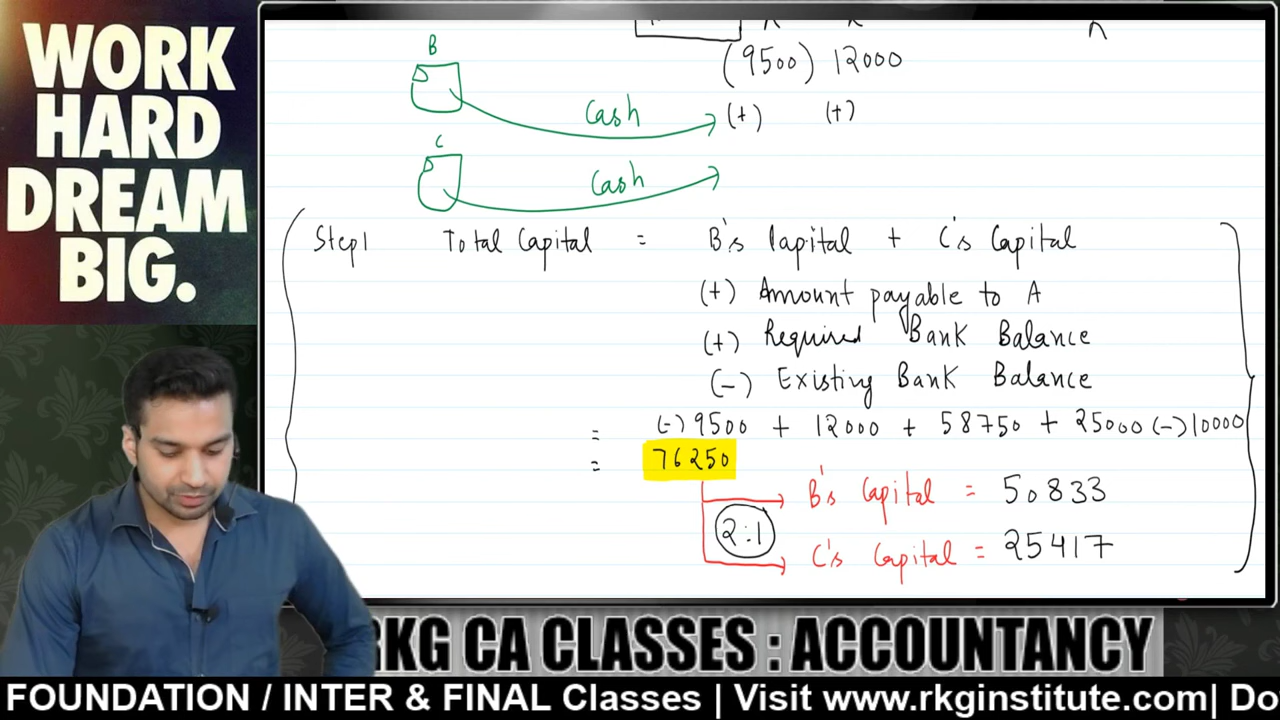 WORK
HARD
DREAM
BIG.
(9500) 12000
B
Cash (+) (+)
C
Cash
Step1 Total Capital = B's Capital + C's Capital
(+) Amount payable to A
(+) Required Bank Balance
(-) Existing Bank Balance
= (-) 9500 + 12000 + 58750 + 25000 (-) 10000
= 76250
B's Capital = 50833
2:1
C's Capital = 25417
RKG CA CLASSES : ACCOUNTANCY
FOUNDATION / INTER & FINAL Classes | Visit www.rkginstitute.com| Do